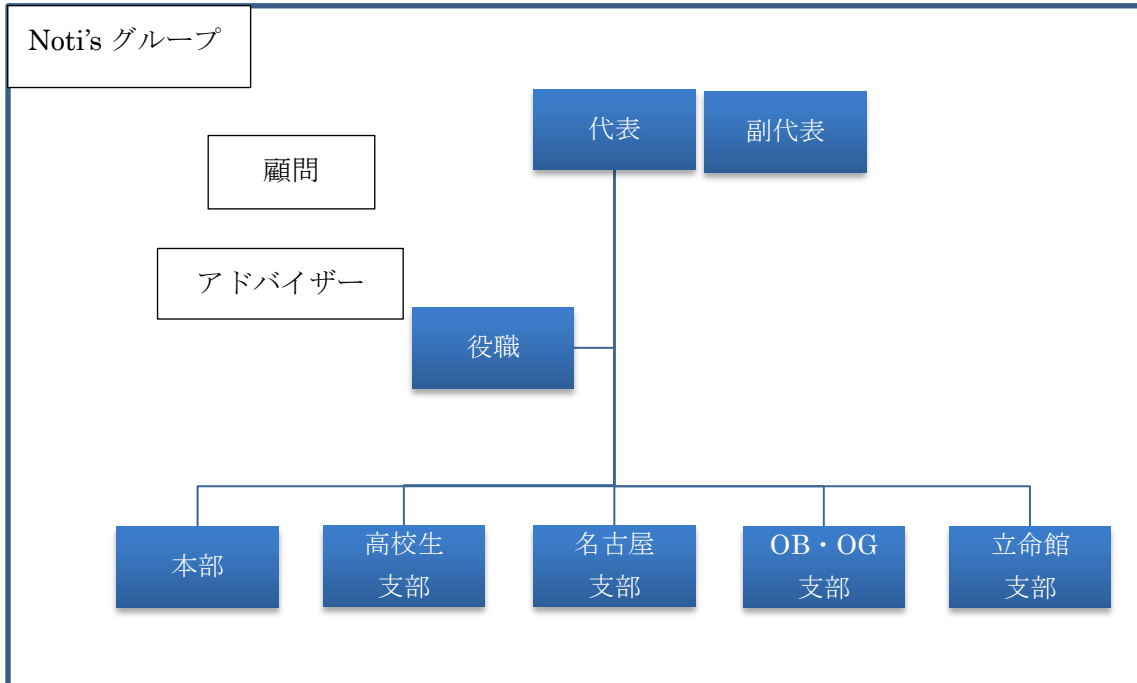 Noti’s グループ
代表
副代表
顧問
アドバイザー
役職
本部
高校生
支部
名古屋
支部
OB・OG
支部
立命館
支部